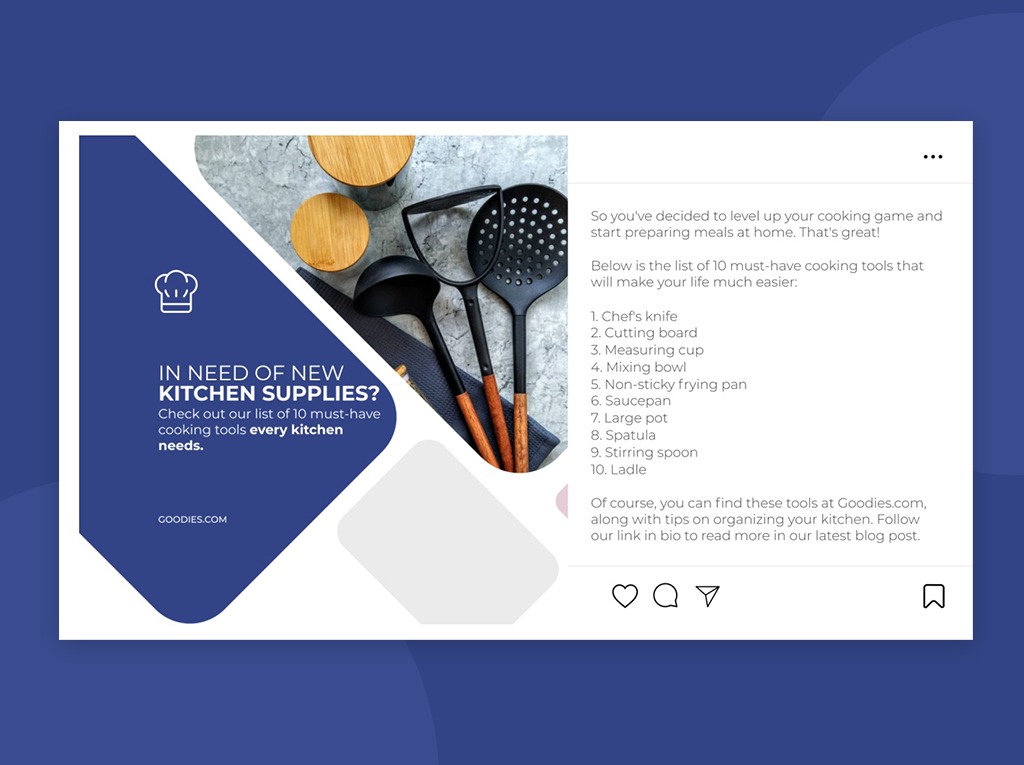 IN NEED OF NEW
KITCHEN SUPPLIES?
Check out our list of 10 must-have
cooking tools every kitchen
needs.
GOODIES.COM
So you've decided to level up your cooking game and
start preparing meals at home. That's great!
Below is the list of 10 must-have cooking tools that
will make your life much easier:
1. Chef's knife
2. Cutting board
3. Measuring cup
4. Mixing bowl
5. Non-sticky frying pan
6. Saucepan
7. Large pot
8. Spatula
9. Stirring spoon
10. Ladle
Of course, you can find these tools at Goodies.com,
along with tips on organizing your kitchen. Follow
our link in bio to read more in our latest blog post.